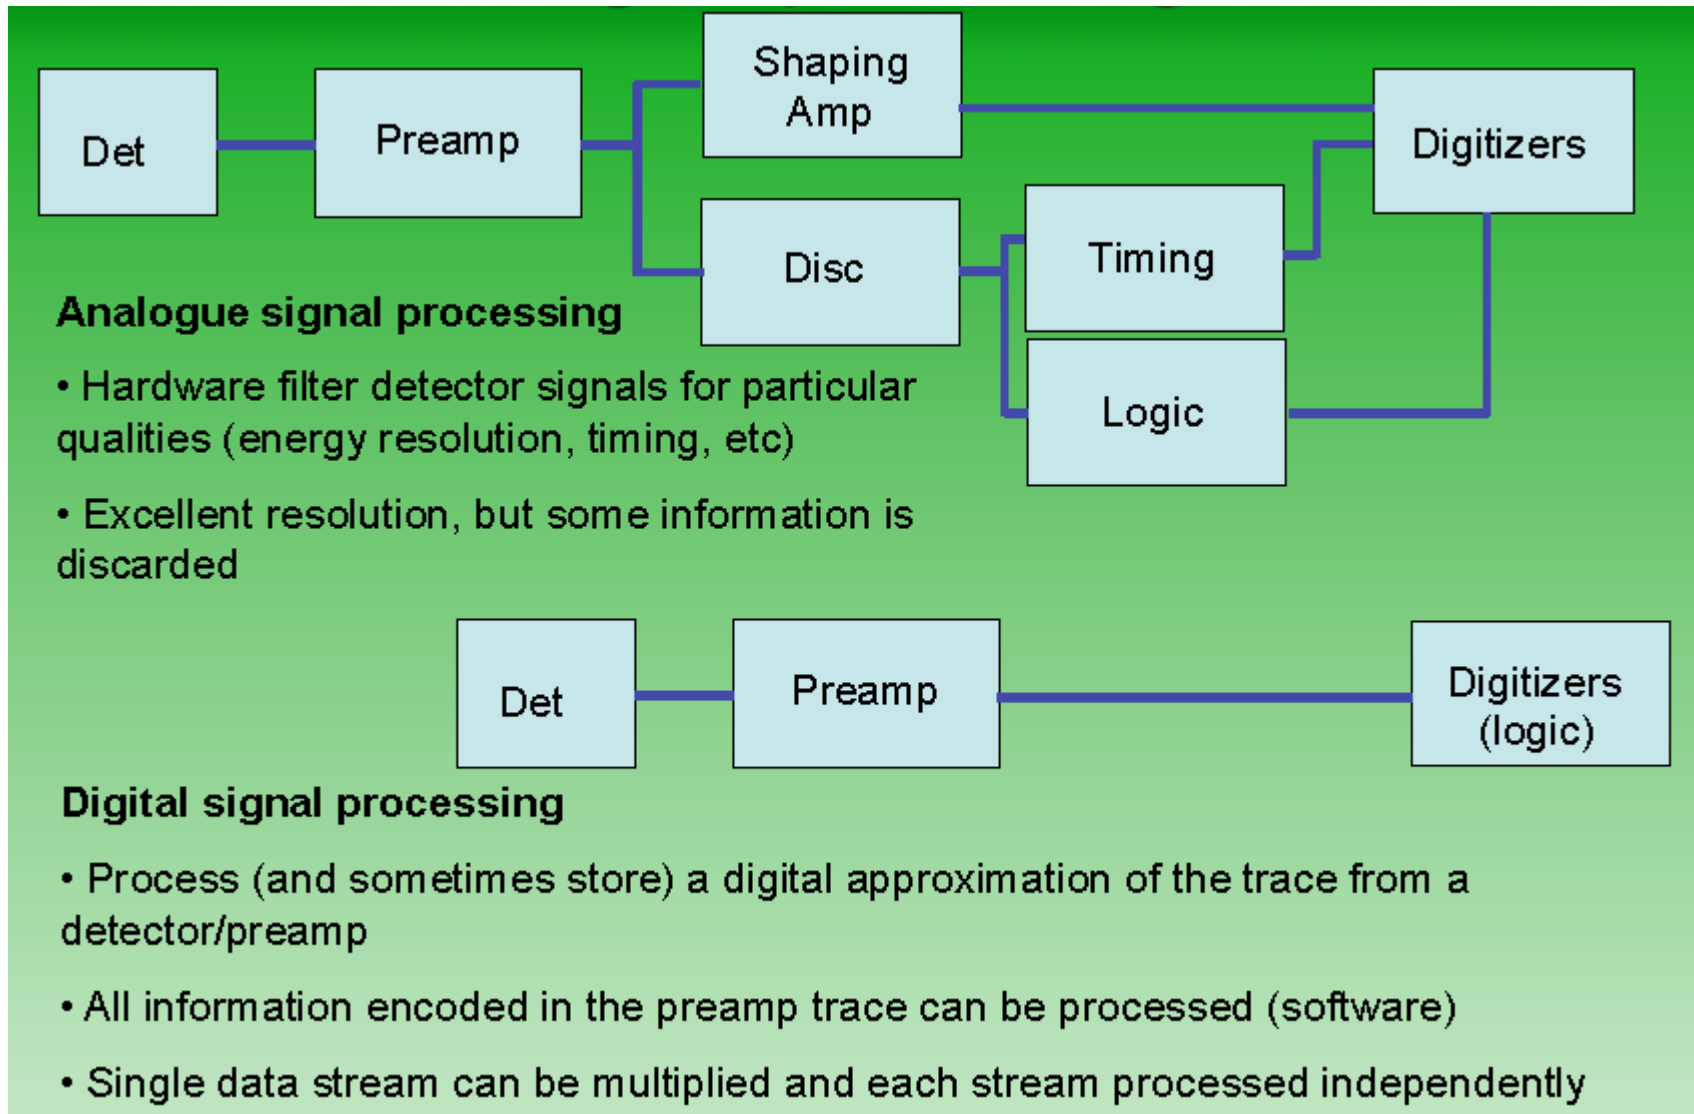 Shaping
Amp
Det
Preamp
Digitizers
Disc
Timing
Logic
Analogue signal processing
• Hardware filter detector signals for particular
qualities (energy resolution, timing, etc)
• Excellent resolution, but some information is
discarded
Det
Preamp
Digitizers
(logic)
Digital signal processing
• Process (and sometimes store) a digital approximation of the trace from a
detector/preamp
• All information encoded in the preamp trace can be processed (software)
• Single data stream can be multiplied and each stream processed independently